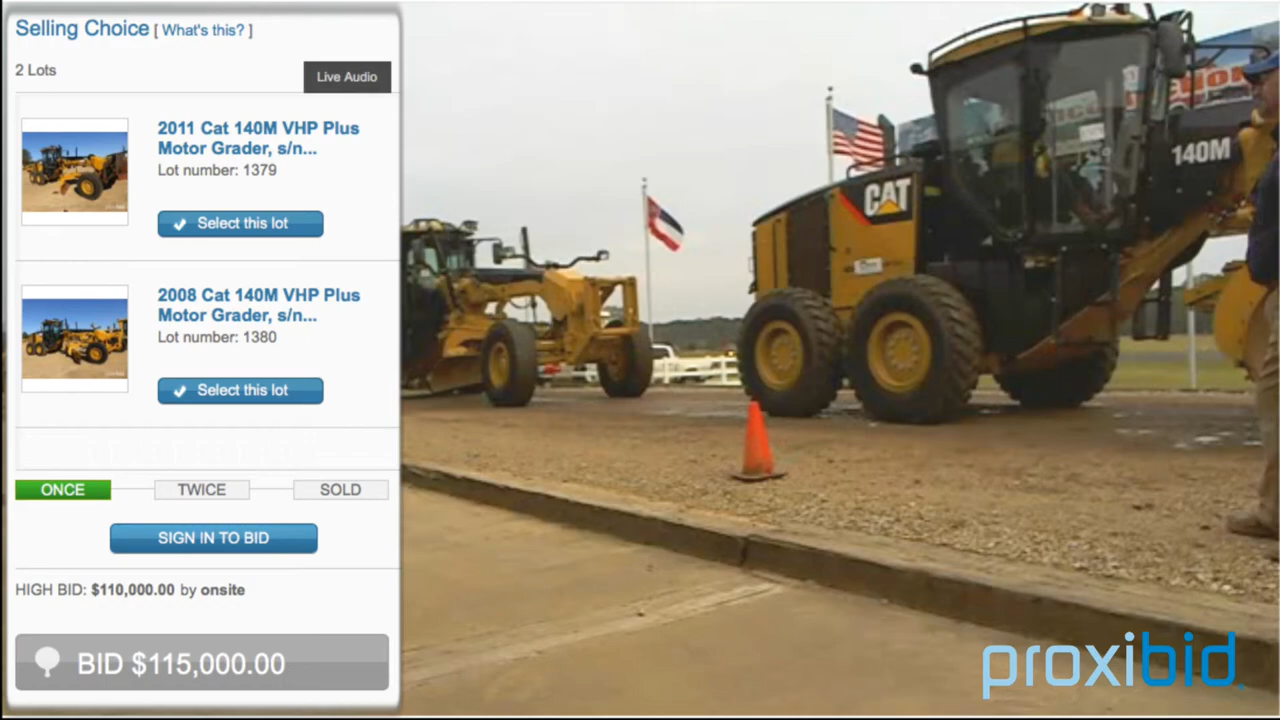 Selling Choice [ What's this? ]
2 Lots
Live Audio
2011 Cat 140M VHP Plus
Motor Grader, s/n...
Lot number: 1379
Select this lot
2008 Cat 140M VHP Plus
Motor Grader, s/n...
Lot number: 1380
Select this lot
ONCE TWICE SOLD
SIGN IN TO BID
HIGH BID: $110,000.00 by onsite
BID $115,000.00
CAT
140M
proxibid